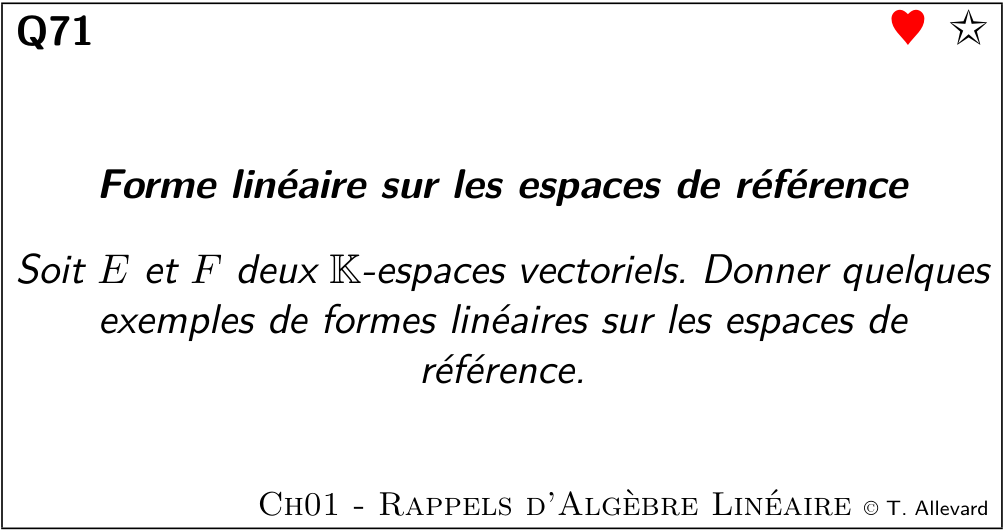 Q71
Forme linéaire sur les espaces de référence
Soit E et F deux 𝕂-espaces vectoriels. Donner quelques
exemples de formes linéaires sur les espaces de
référence.
Ch01 - Rappels d'Algèbre Linéaire © T. Allevard